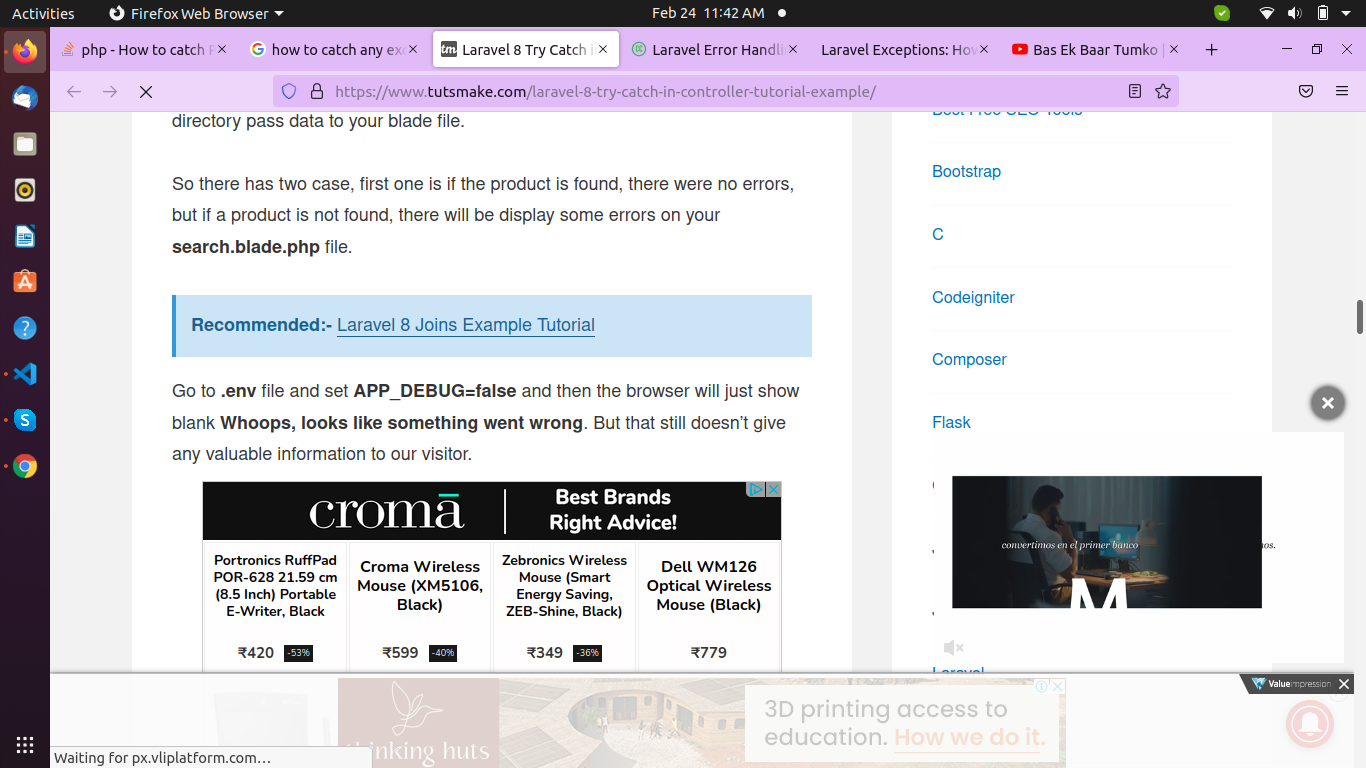 Activities
Firefox Web Browser
Feb 24 11:42 AM
php - How to catch
how to catch any exc
Laravel 8 Try Catch i
Laravel Error Handli
Laravel Exceptions: How
Bas Ek Baar Tumko
https://www.tutsmake.com/laravel-8-try-catch-in-controller-tutorial-example/
directory pass data to your blade file.
So there has two case, first one is if the product is found, there were no errors,
but if a product is not found, there will be display some errors on your
search.blade.php file.
Recommended:- Laravel 8 Joins Example Tutorial
Go to .env file and set APP_DEBUG=false and then the browser will just show
blank Whoops, looks like something went wrong. But that still doesn't give
any valuable information to our visitor.
croma
Best Brands
Right Advice!
Portronics RuffPad
POR-628 21.59 cm
(8.5 Inch) Portable
E-Writer, Black
₹420 -53%
Croma Wireless
Mouse (XM5106,
Black)
₹599 -40%
Zebronics Wireless
Mouse (Smart
Energy Saving,
ZEB-Shine, Black)
₹349 -36%
Dell WM126
Optical Wireless
Mouse (Black)
₹779
Best Free SEO Tools
Bootstrap
C
Codeigniter
Composer
Flask
convertimos en el primer banco
nos.
M
Laravel
ValueImpression
thinking huts
3D printing access to
education. How we do it.
Waiting for px.vliplatform.com…